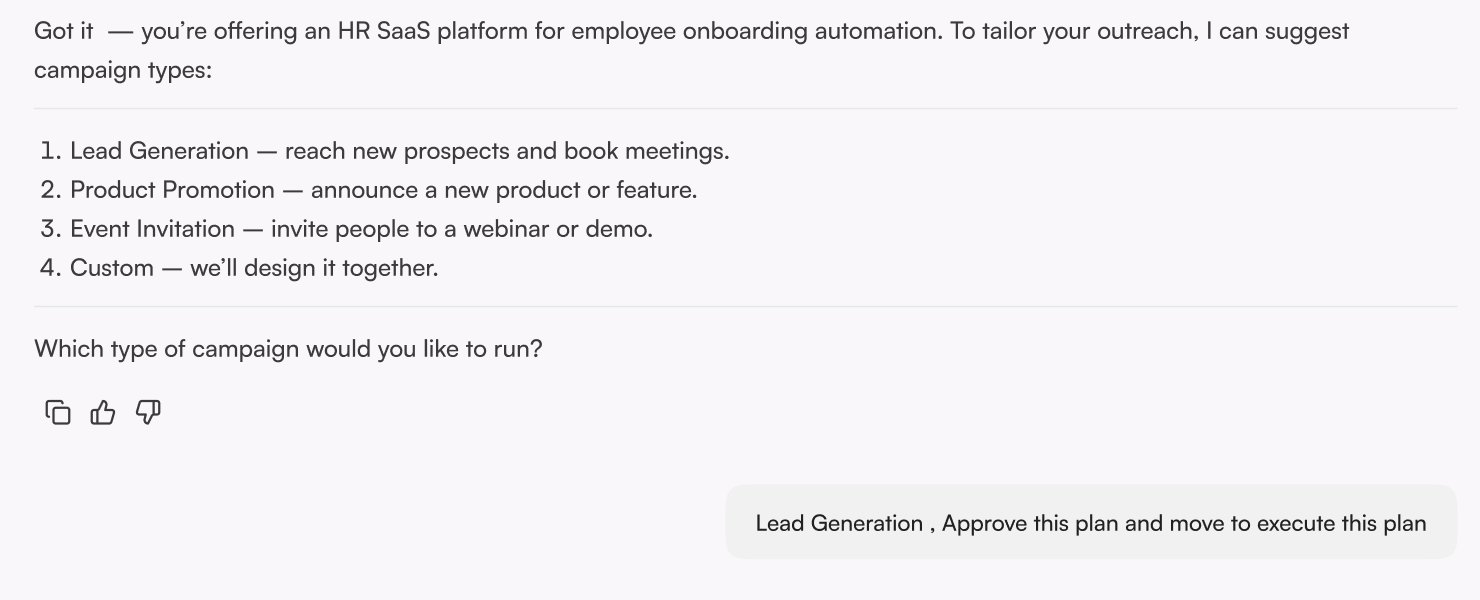 Got it — you’re offering an HR SaaS platform for employee onboarding automation. To tailor your outreach, I can suggest
campaign types:
1. Lead Generation — reach new prospects and book meetings.
2. Product Promotion — announce a new product or feature.
3. Event Invitation — invite people to a webinar or demo.
4. Custom — we’ll design it together.
Which type of campaign would you like to run?
Lead Generation , Approve this plan and move to execute this plan